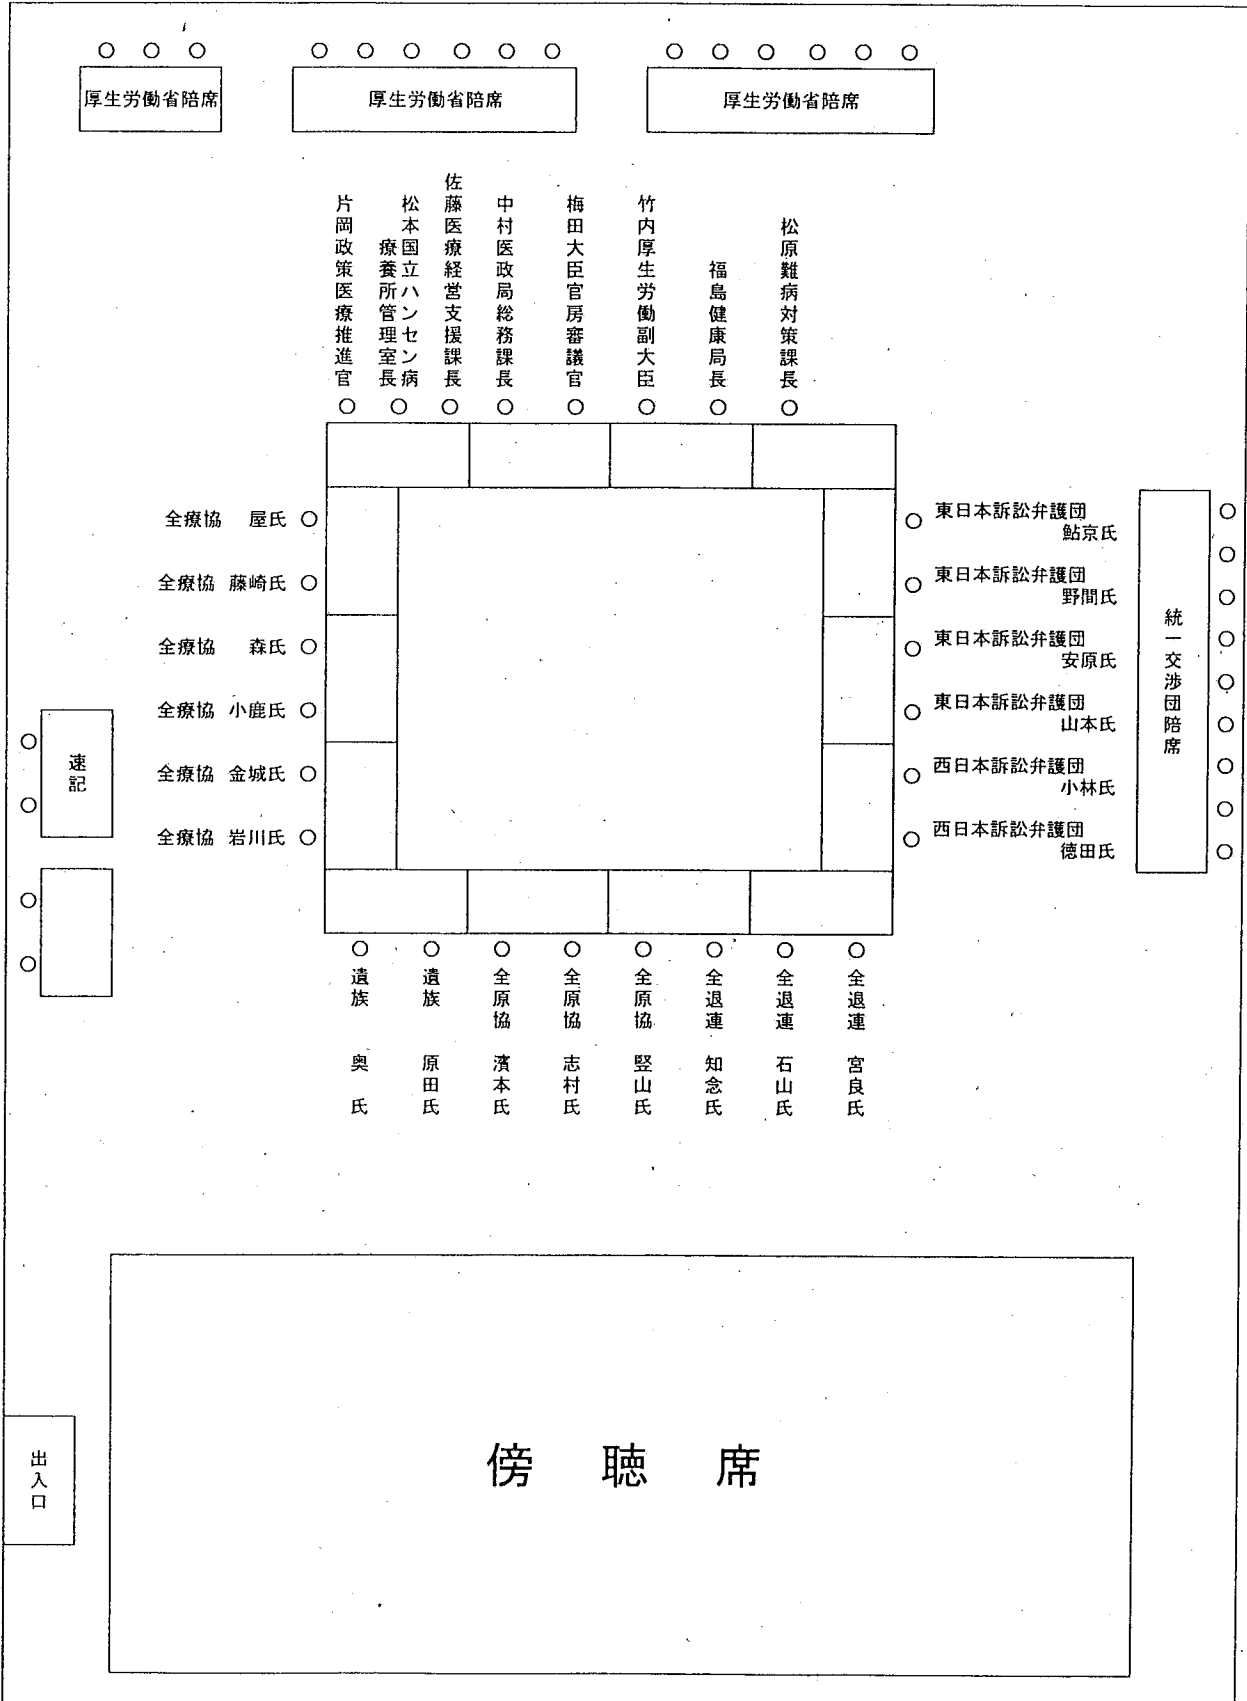 厚生労働省陪席
厚生労働省陪席
厚生労働省陪席
片岡政策医療推進官
松本国立ハンセン病
療養所管理室長
佐藤医療経営支援課長
中村医政局総務課長
梅田大臣官房審議官
竹内厚生労働副大臣
福島健康局長
松原難病対策課長
全療協 屋氏
全療協 藤崎氏
全療協 森氏
全療協 小鹿氏
全療協 金城氏
全療協 岩川氏
東日本訴訟弁護団
鮎京氏
東日本訴訟弁護団
野間氏
東日本訴訟弁護団
安原氏
東日本訴訟弁護団
山本氏
西日本訴訟弁護団
小林氏
西日本訴訟弁護団
徳田氏
統一交渉団陪席
速記
遺族 奥氏
遺族 原田氏
全原協 濱本氏
全原協 志村氏
全原協 竪山氏
全退連 知念氏
全退連 石山氏
全退連 宮良氏
出入口
傍聴席